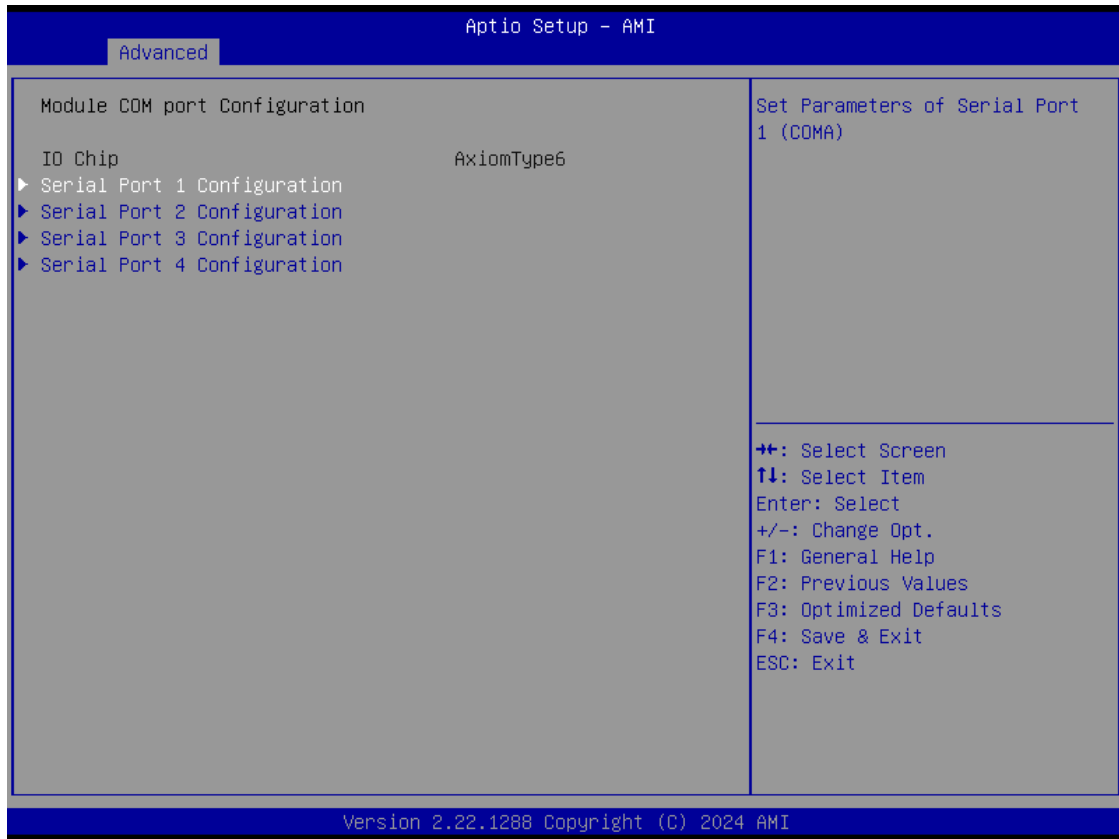 Aptio Setup – AMI
Advanced
Module COM port Configuration
IO Chip AxiomType6
▶ Serial Port 1 Configuration
▶ Serial Port 2 Configuration
▶ Serial Port 3 Configuration
▶ Serial Port 4 Configuration
Set Parameters of Serial Port
1 (COMA)
→←: Select Screen
↑↓: Select Item
Enter: Select
+/-: Change Opt.
F1: General Help
F2: Previous Values
F3: Optimized Defaults
F4: Save & Exit
ESC: Exit
Version 2.22.1288 Copyright (C) 2024 AMI